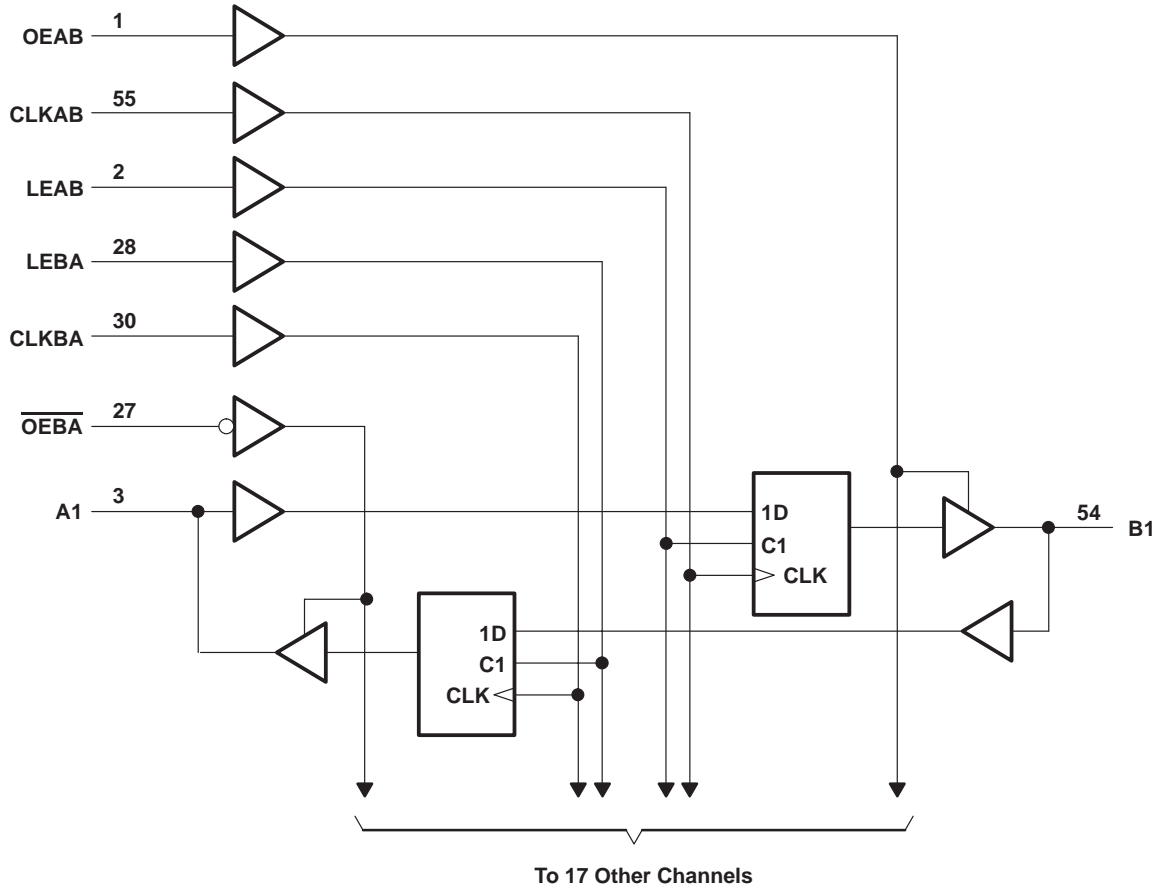 OEAB 1
CLKAB 55
LEAB 2
LEBA 28
CLKBA 30
OEBA 27
A1 3
1D
C1
CLK
54 B1
1D
C1
CLK
To 17 Other Channels